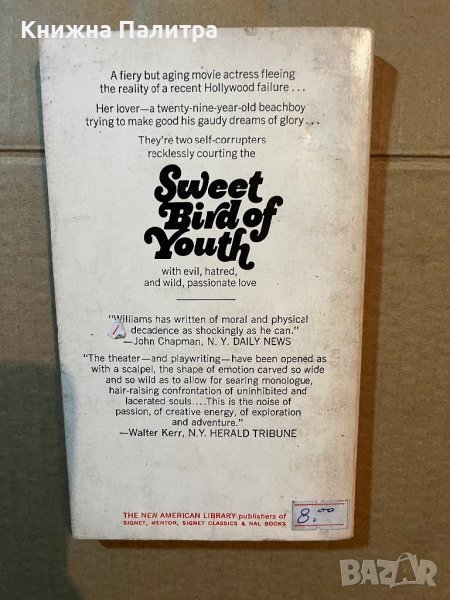 Книжна Палитра
A fiery but aging movie actress fleeing
the reality of a recent Hollywood failure...
Her lover—a twenty-nine-year-old beachboy
trying to make good his gaudy dreams of glory...
They're two self-corrupters
recklessly courting the
Sweet
Bird of
Youth
with evil, hatred,
and wild, passionate love
"Williams has written of moral and physical
decadence as shockingly as he can."
—John Chapman, N. Y. DAILY NEWS
"The theater—and playwriting—have been opened as
with a scalpel, the shape of emotion carved so wide
and so wild as to allow for searing monologue,
hair-raising confrontation of uninhibited and
lacerated souls....This is the noise of
passion, of creative energy, of exploration
and adventure."
—Walter Kerr, N.Y. HERALD TRIBUNE
THE NEW AMERICAN LIBRARY publishers of
SIGNET, MENTOR, SIGNET CLASSICS & NAL BOOKS
8,00
BAZAR